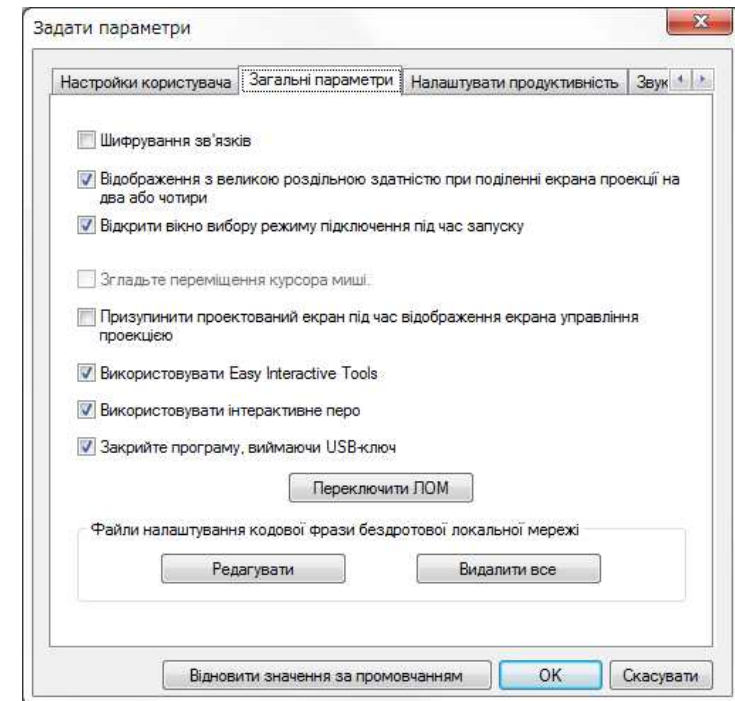 Задати параметри
Настройки користувача Загальні параметри Налаштувати продуктивність Звук
Шифрування зв'язків
Відображення з великою роздільною здатністю при поділенні екрана проекції на
два або чотири
Відкрити вікно вибору режиму підключення під час запуску
Згладьте переміщення курсора миші.
Призупинити проектований екран під час відображення екрана управління
проекцією
Використовувати Easy Interactive Tools
Використовувати інтерактивне перо
Закрийте програму, виймаючи USB-ключ
Переключити ЛОМ
Файли налаштування кодової фрази бездротової локальної мережі
Редагувати Видалити все
Відновити значення за промовчанням OK Скасувати